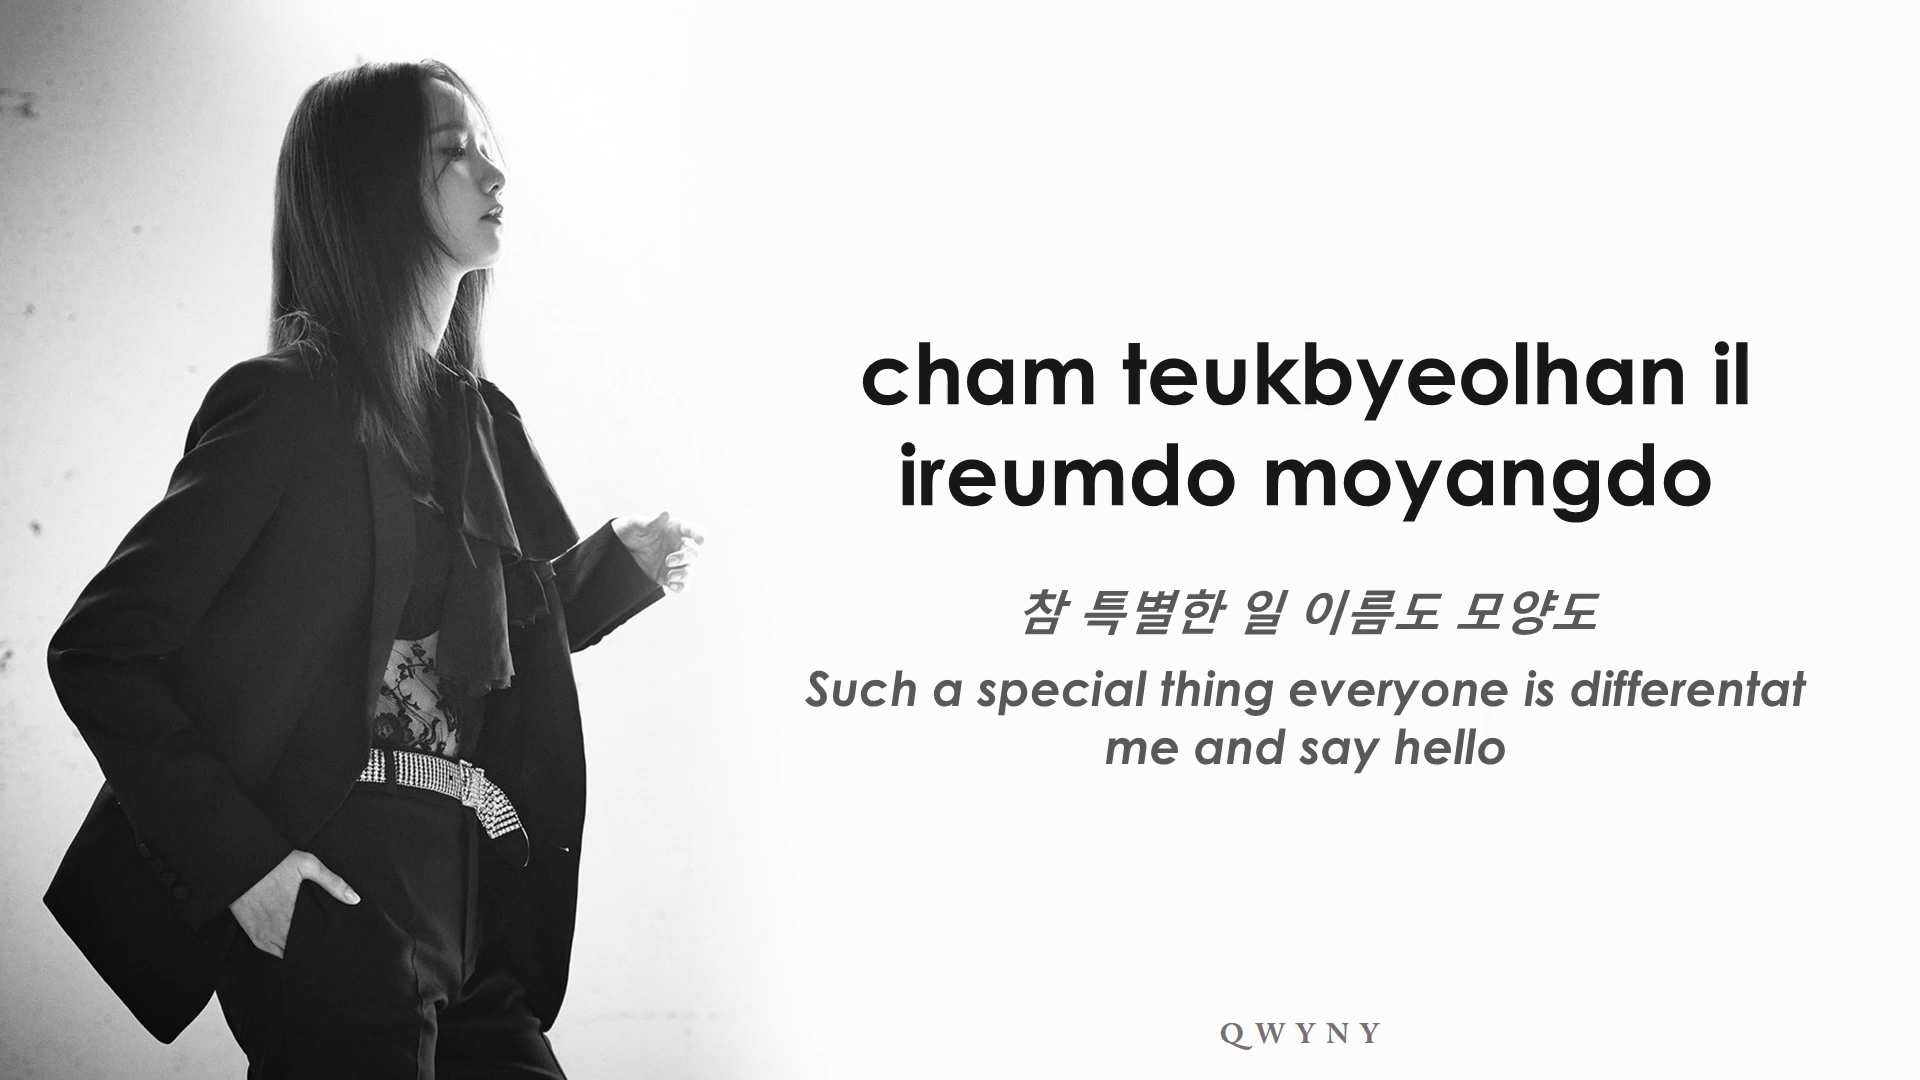 cham teukbyeolhan il
ireumdo moyangdo
참 특별한 일 이름도 모양도
Such a special thing everyone is differentat
me and say hello
QWYNY